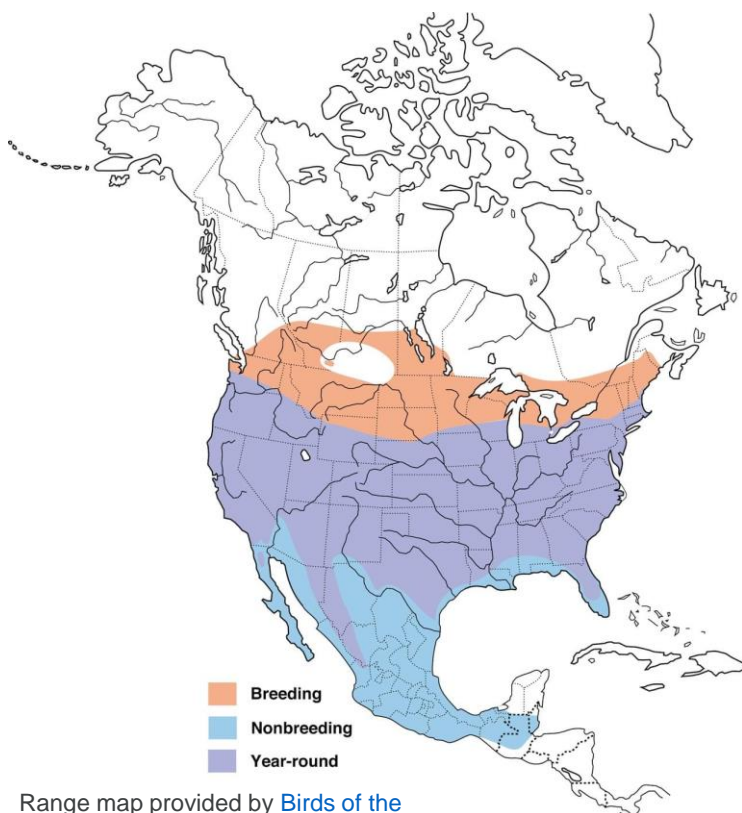 Breeding
Nonbreeding
Year-round
Range map provided by Birds of the